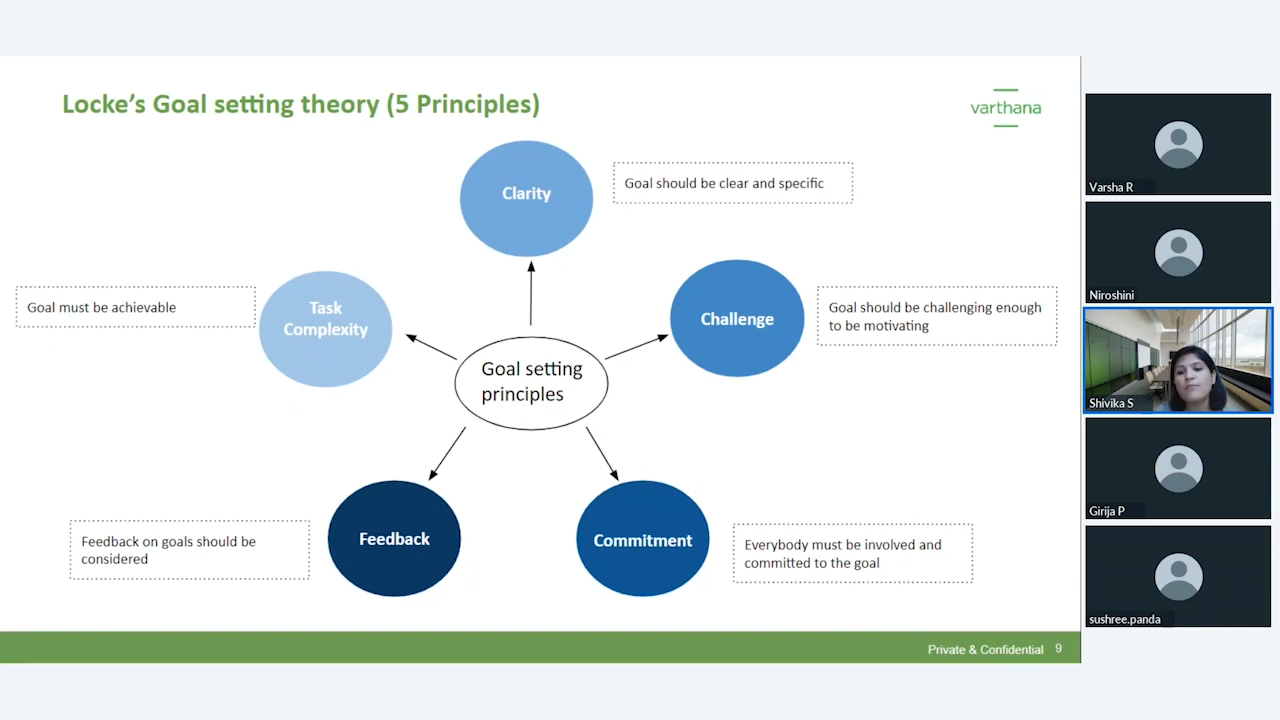 Locke's Goal setting theory (5 Principles)
varthana
Clarity
Goal should be clear and specific
Challenge
Goal should be challenging enough
to be motivating
Task
Complexity
Goal must be achievable
Goal setting
principles
Feedback
Feedback on goals should be
considered
Commitment
Everybody must be involved and
committed to the goal
Private & Confidential 9
Varsha R
Niroshini
Shivika S
Girija P
sushree.panda